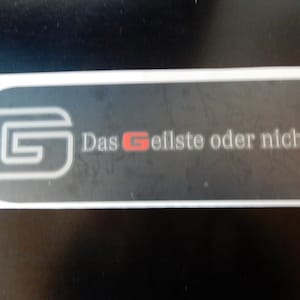 G
Das Geilste oder nich